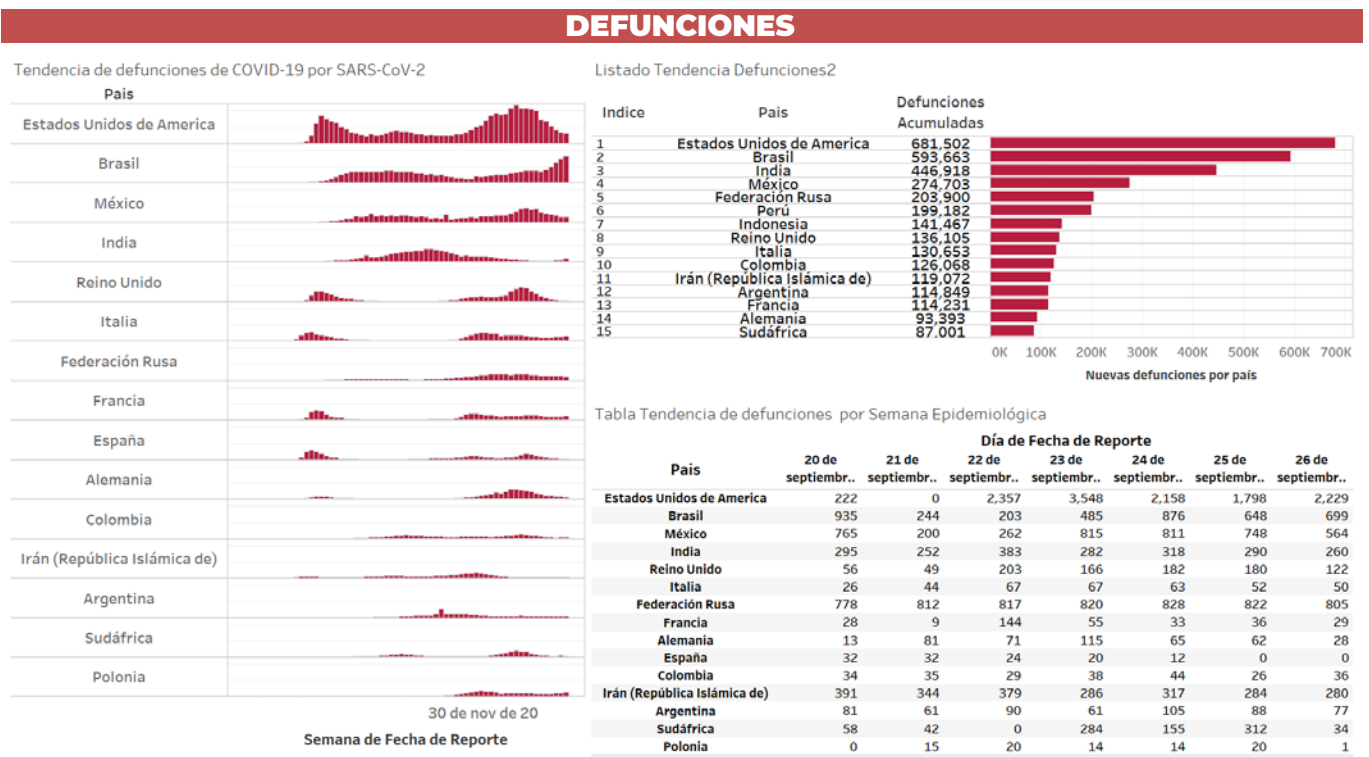 DEFUNCIONES
Tendencia de defunciones de COVID-19 por SARS-CoV-2
Pais
Estados Unidos de America
Brasil
México
India
Reino Unido
Italia
Federación Rusa
Francia
España
Alemania
Colombia
Irán (República Islámica de)
Argentina
Sudáfrica
Polonia
30 de nov de 20
Semana de Fecha de Reporte
Listado Tendencia Defunciones2
Indice Pais Defunciones Acumuladas
1 Estados Unidos de America 681,502
2 Brasil 593,663
3 India 446,918
4 México 274,703
5 Federación Rusa 203,900
6 Perú 199,182
7 Indonesia 141,467
8 Reino Unido 136,105
9 Italia 130,653
10 Colombia 126,068
11 Irán (República Islámica de) 119,072
12 Argentina 114,849
13 Francia 114,231
14 Alemania 93,393
15 Sudáfrica 87.001
0K 100K 200K 300K 400K 500K 600K 700K
Nuevas defunciones por país
Tabla Tendencia de defunciones por Semana Epidemiológica
Día de Fecha de Reporte
Pais 20 de septiembr.. 21 de septiembr.. 22 de septiembr.. 23 de septiembr.. 24 de septiembr.. 25 de septiembr.. 26 de septiembr..
Estados Unidos de America 222 0 2,357 3,548 2,158 1,798 2,229
Brasil 935 244 203 485 876 648 699
México 765 200 262 815 811 748 564
India 295 252 383 282 318 290 260
Reino Unido 56 49 203 166 182 180 122
Italia 26 44 67 67 63 52 50
Federación Rusa 778 812 817 820 828 822 805
Francia 28 9 144 55 33 36 29
Alemania 13 81 71 115 65 62 28
España 32 32 24 20 12 0 0
Colombia 34 35 29 38 44 26 36
Irán (República Islámica de) 391 344 379 286 317 284 280
Argentina 81 61 90 61 105 88 77
Sudáfrica 58 42 0 284 155 312 34
Polonia 0 15 20 14 14 20 1